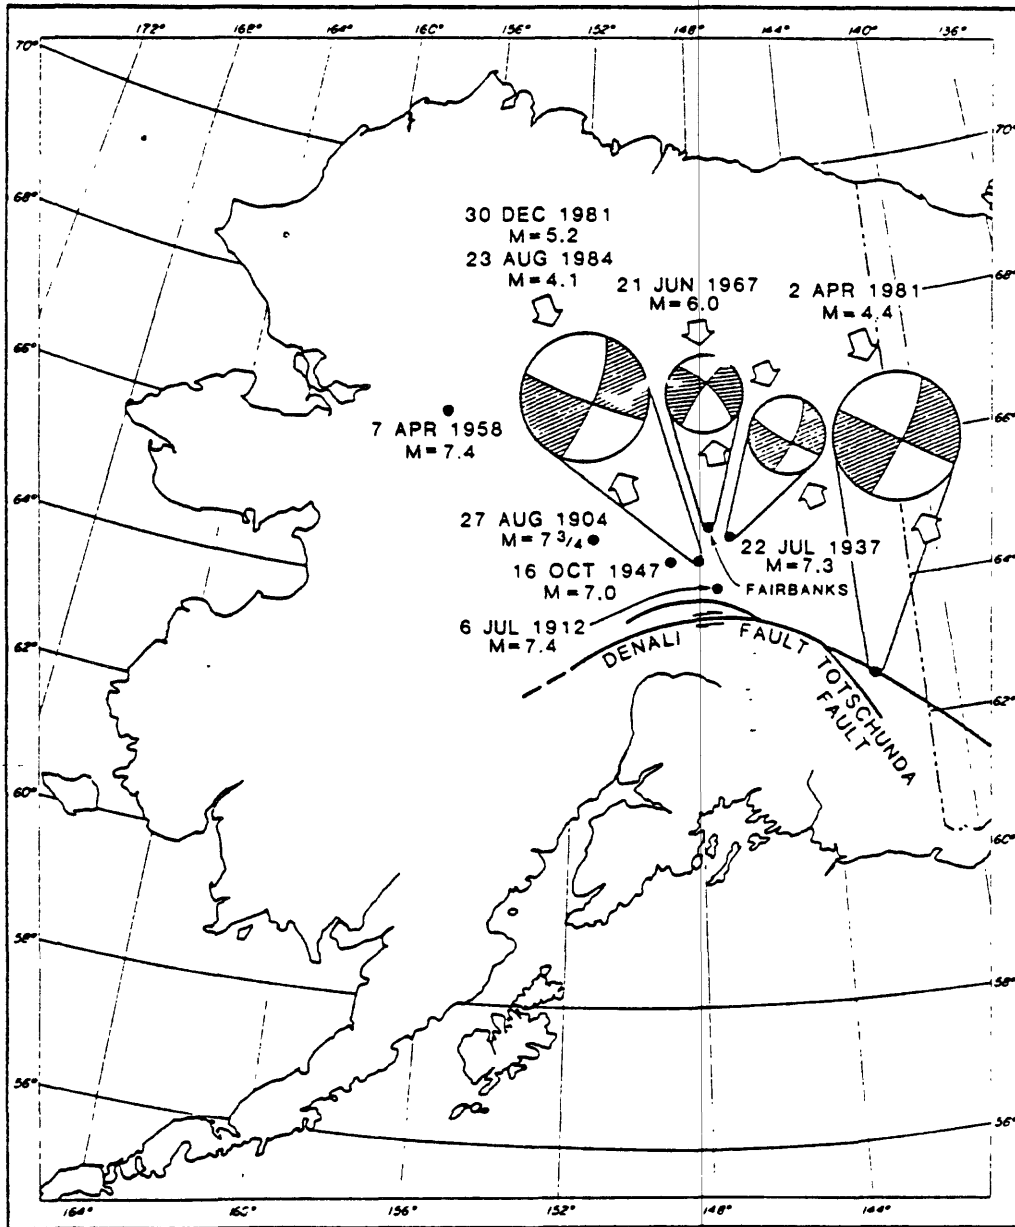 172° 168° 164° 160° 156° 152° 148° 144° 140° 136°
70°
70°
68°
68°
66°
66°
64°
64°
62°
62°
60°
60°
58°
58°
56°
56°
30 DEC 1981
M=5.2
23 AUG 1984
M=4.1
21 JUN 1967
M=6.0
2 APR 1981
M=4.4
7 APR 1958
M=7.4
27 AUG 1904
M=7 3/4
16 OCT 1947
M=7.0
22 JUL 1937
M=7.3
FAIRBANKS
6 JUL 1912
M=7.4
DENALI FAULT
TOTSCHUNDA
FAULT
164° 160° 156° 152° 148° 144°